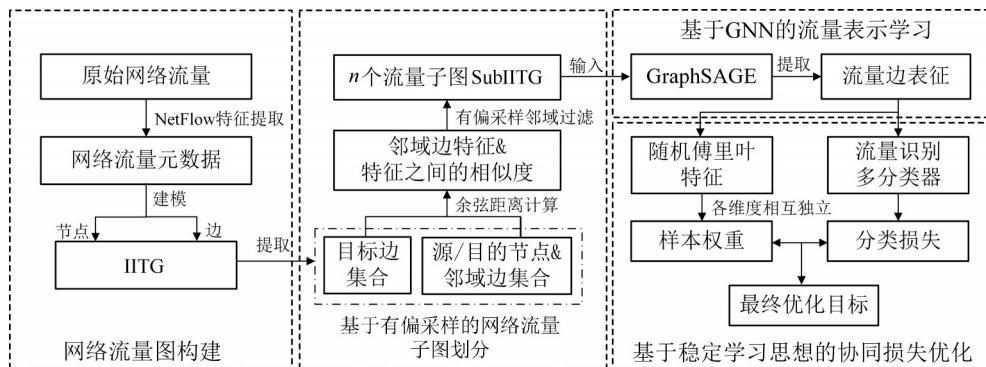 原始网络流量
NetFlow特征提取
网络流量元数据
建模
节点 边
IITG
网络流量图构建
提取
n个流量子图SubIITG
有偏采样邻域过滤
邻域边特征&
特征之间的相似度
余弦距离计算
目标边
集合
源/目的节点&
邻域边集合
基于有偏采样的网络流量
子图划分
输入
基于GNN的流量表示学习
GraphSAGE
提取
流量边表征
随机傅里叶
特征
流量识别
多分类器
各维度相互独立
样本权重
分类损失
最终优化目标
基于稳定学习思想的协同损失优化